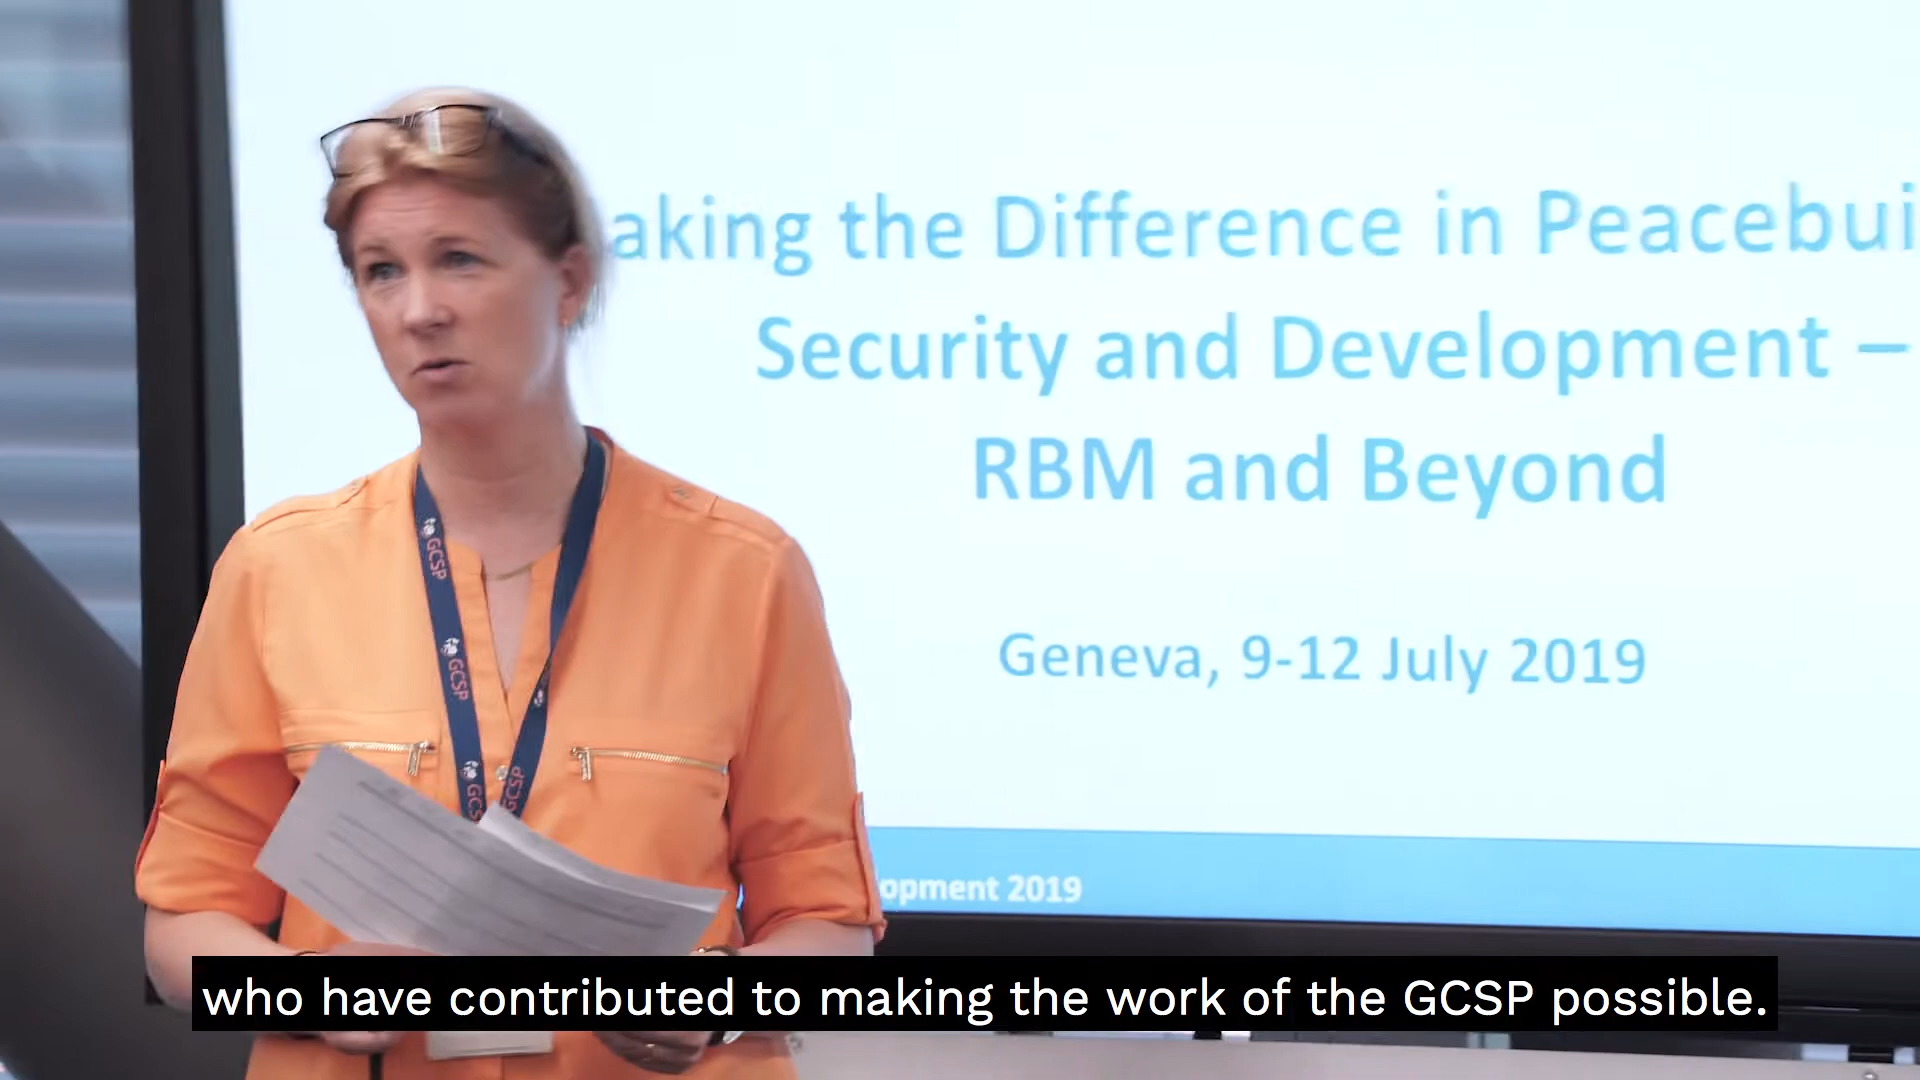 aking the Difference in Peacebui
Security and Development –
RBM and Beyond
Geneva, 9-12 July 2019
opment 2019
GCSP
GCSP
GCS
GCSP
who have contributed to making the work of the GCSP possible.